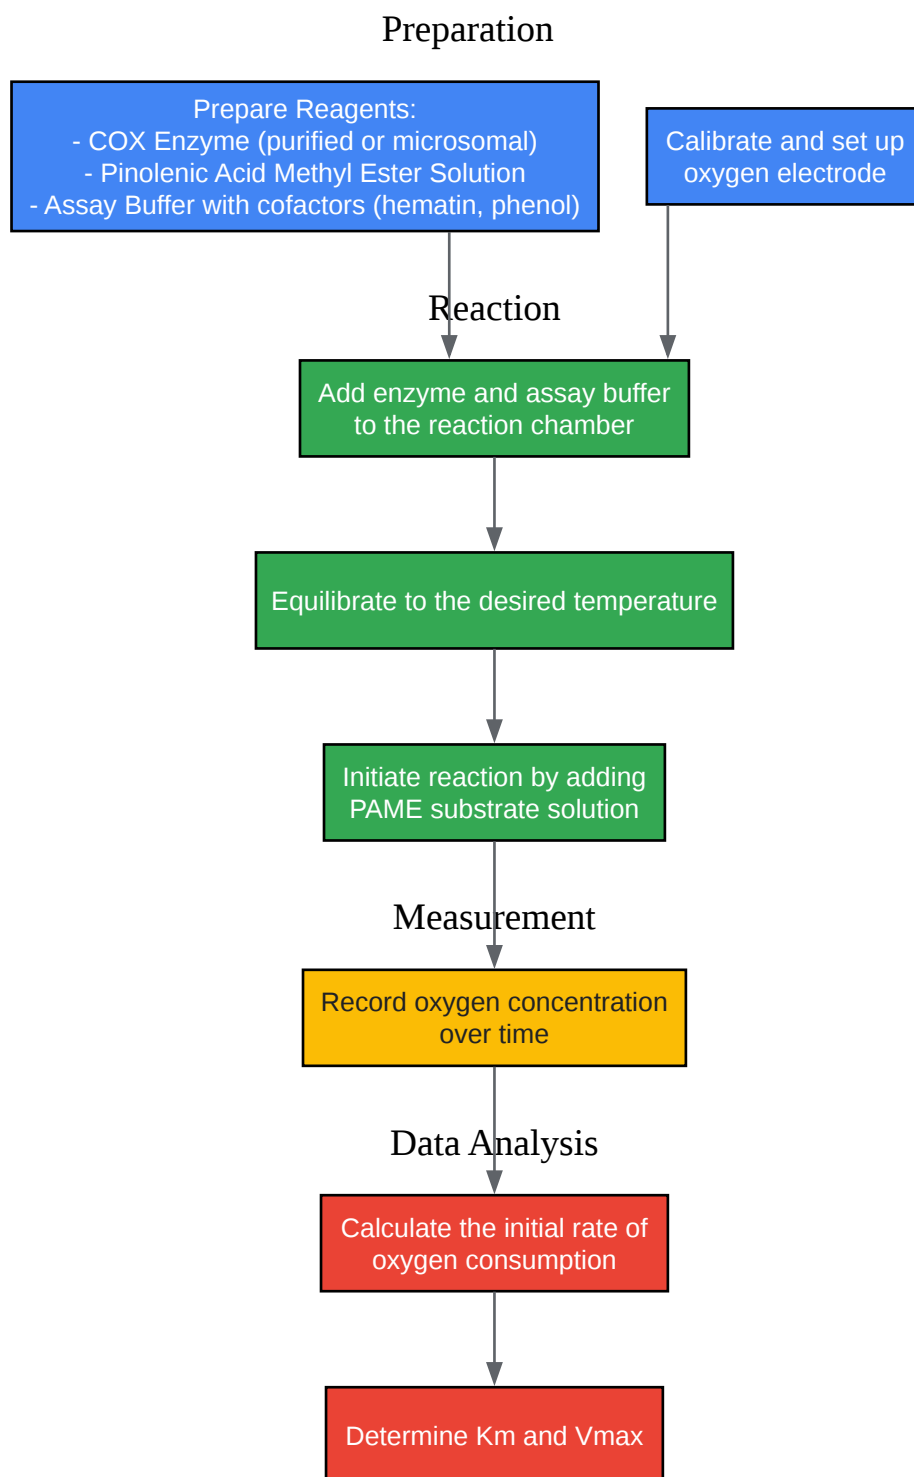 Preparation
Prepare Reagents:
- COX Enzyme (purified or microsomal)
- Pinolenic Acid Methyl Ester Solution
- Assay Buffer with cofactors (hematin, phenol)
Calibrate and set up
oxygen electrode
Reaction
Add enzyme and assay buffer
to the reaction chamber
Equilibrate to the desired temperature
Initiate reaction by adding
PAME substrate solution
Measurement
Record oxygen concentration
over time
Data Analysis
Calculate the initial rate of
oxygen consumption
Determine Km and Vmax